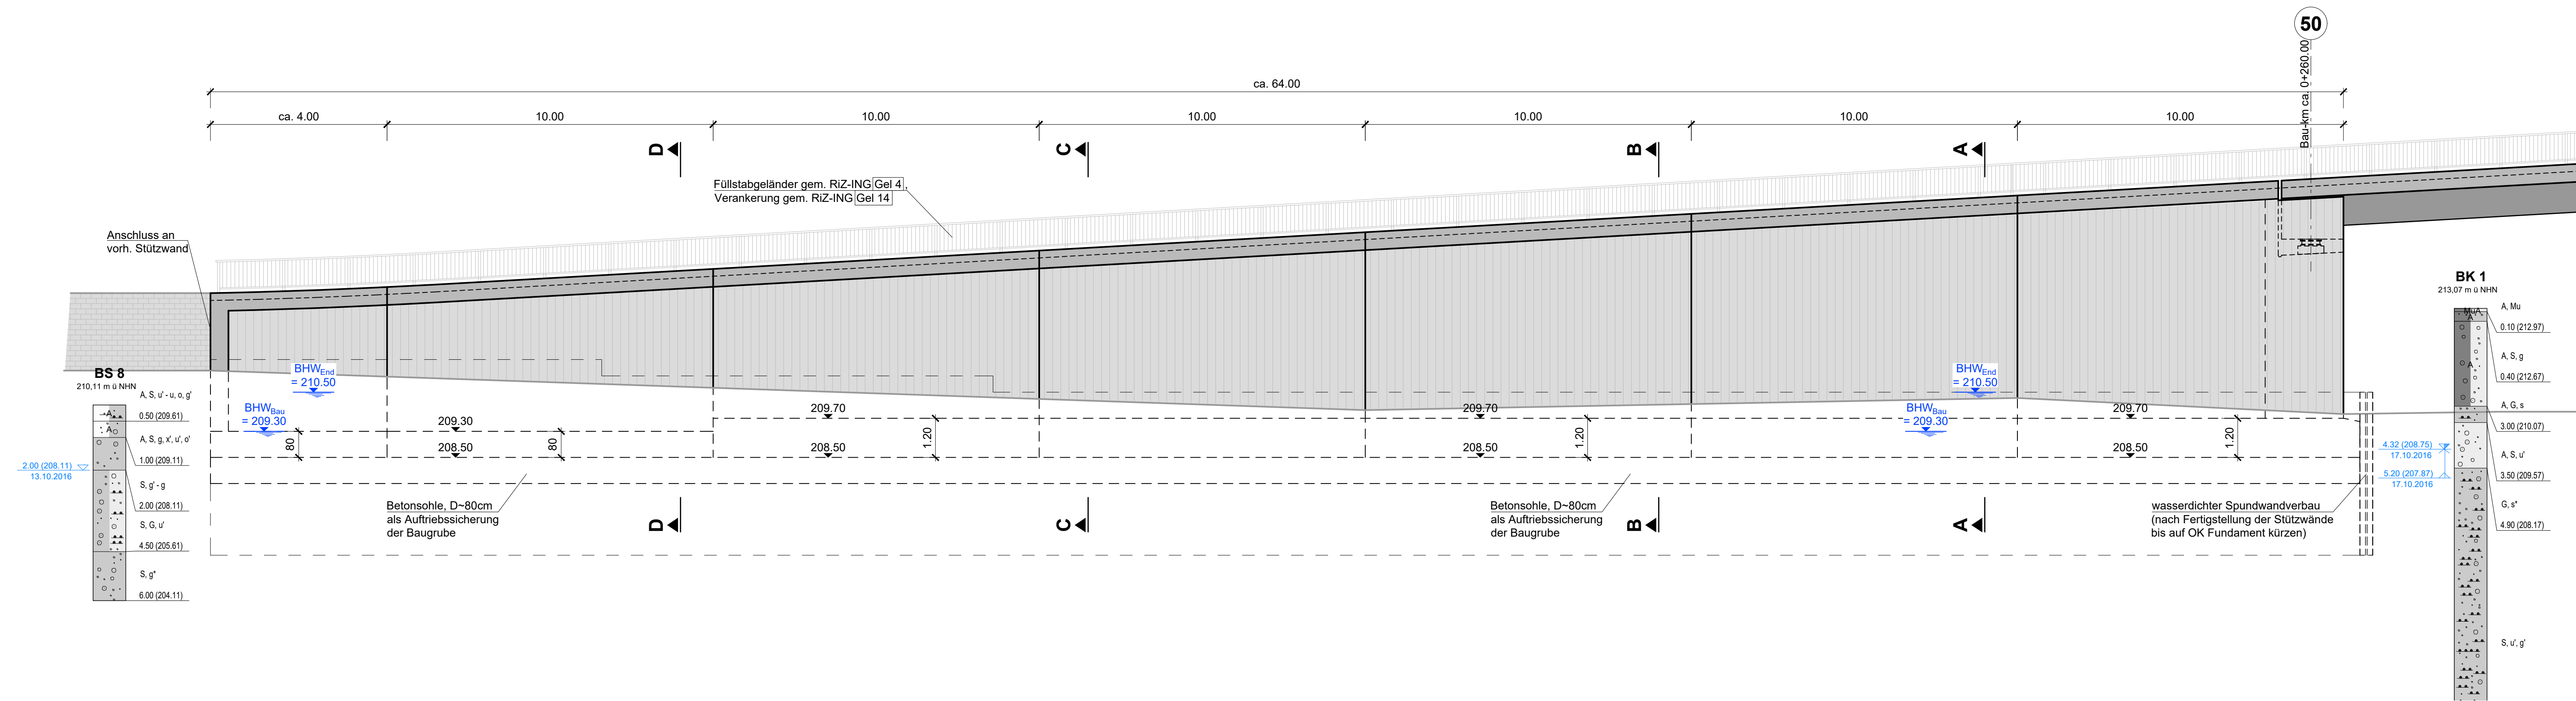 50
Bau-km ca. 0+260.00
ca. 64.00
ca. 4.00
10.00
10.00
10.00
10.00
10.00
10.00
D
C
B
A
Füllstabgeländer gem. RiZ-ING Gel 4,
Verankerung gem. RiZ-ING Gel 14
Anschluss an
vorh. Stützwand
BS 8
210,11 m ü NHN
A, S, u' - u, o, g'
0.50 (209.61)
A, S, g, x', u', o'
1.00 (209.11)
S, g' - g
2.00 (208.11)
S, G, u'
4.50 (205.61)
S, g*
6.00 (204.11)
A
A
2.00 (208.11)
13.10.2016
BHWEnd
= 210.50
BHWBau
= 209.30
80
209.30
208.50
80
209.70
208.50
1.20
209.70
208.50
1.20
BHWEnd
= 210.50
BHWBau
= 209.30
209.70
208.50
1.20
Betonsohle, D~80cm
als Auftriebssicherung
der Baugrube
D
C
Betonsohle, D~80cm
als Auftriebssicherung
der Baugrube
B
A
wasserdichter Spundwandverbau
(nach Fertigstellung der Stützwände
bis auf OK Fundament kürzen)
BK 1
213,07 m ü NHN
MuA
A
A
A, Mu
0.10 (212.97)
A, S, g
0.40 (212.67)
A, G, s
3.00 (210.07)
A, S, u'
3.50 (209.57)
G, s*
4.90 (208.17)
S, u', g'
4.32 (208.75)
17.10.2016
5.20 (207.87)
17.10.2016